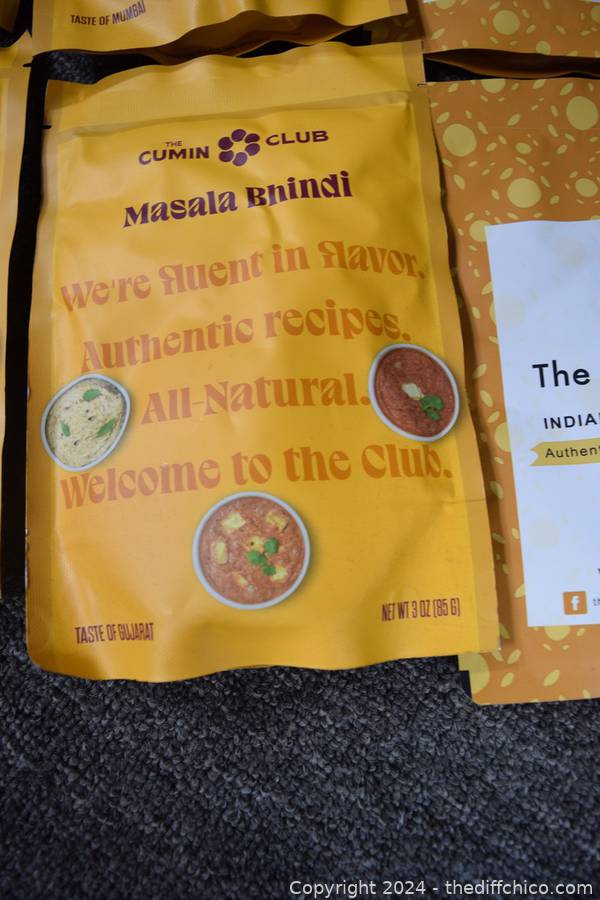 TASTE OF MUMBAI
THE
CUMIN CLUB
Masala Bhindi
We're fluent in flavor.
Authentic recipes.
All-Natural.
Welcome to the Club.
TASTE OF GUJARAT
NET WT 3 OZ (85 G)
The
INDIA
Authent
f
Copyright 2024 - thediffchico.com